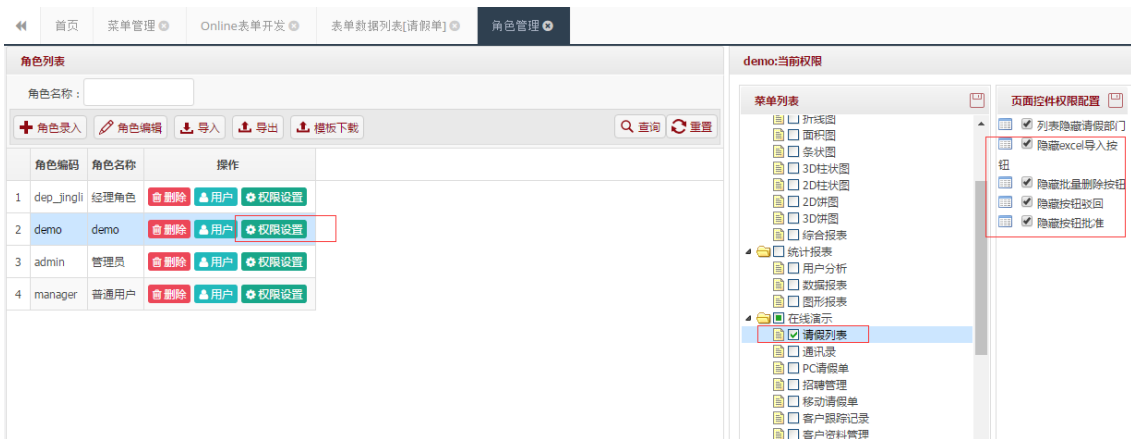 首页 菜单管理 Online表单开发 表单数据列表[请假单] 角色管理
角色列表
角色名称：
角色录入 角色编辑 导入 导出 模板下载 查询 重置
角色编码 角色名称 操作
1 dep_jingli 经理角色 删除 用户 权限设置
2 demo demo 删除 用户 权限设置
3 admin 管理员 删除 用户 权限设置
4 manager 普通用户 删除 用户 权限设置
demo:当前权限
菜单列表
折线图
面积图
条状图
3D柱状图
2D柱状图
2D饼图
3D饼图
综合报表
统计报表
用户分析
数据报表
图形报表
在线演示
请假列表
通讯录
PC请假单
招聘管理
移动请假单
客户跟踪记录
客户资料管理
页面控件权限配置
列表隐藏请假部门
隐藏excel导入按
钮
隐藏批量删除按钮
隐藏按钮驳回
隐藏按钮批准